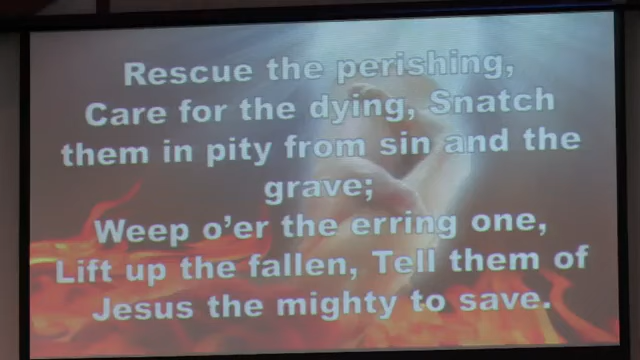 Rescue the perishing,
Care for the dying, Snatch
them in pity from sin and the
grave;
Weep o'er the erring one,
Lift up the fallen, Tell them of
Jesus the mighty to save.